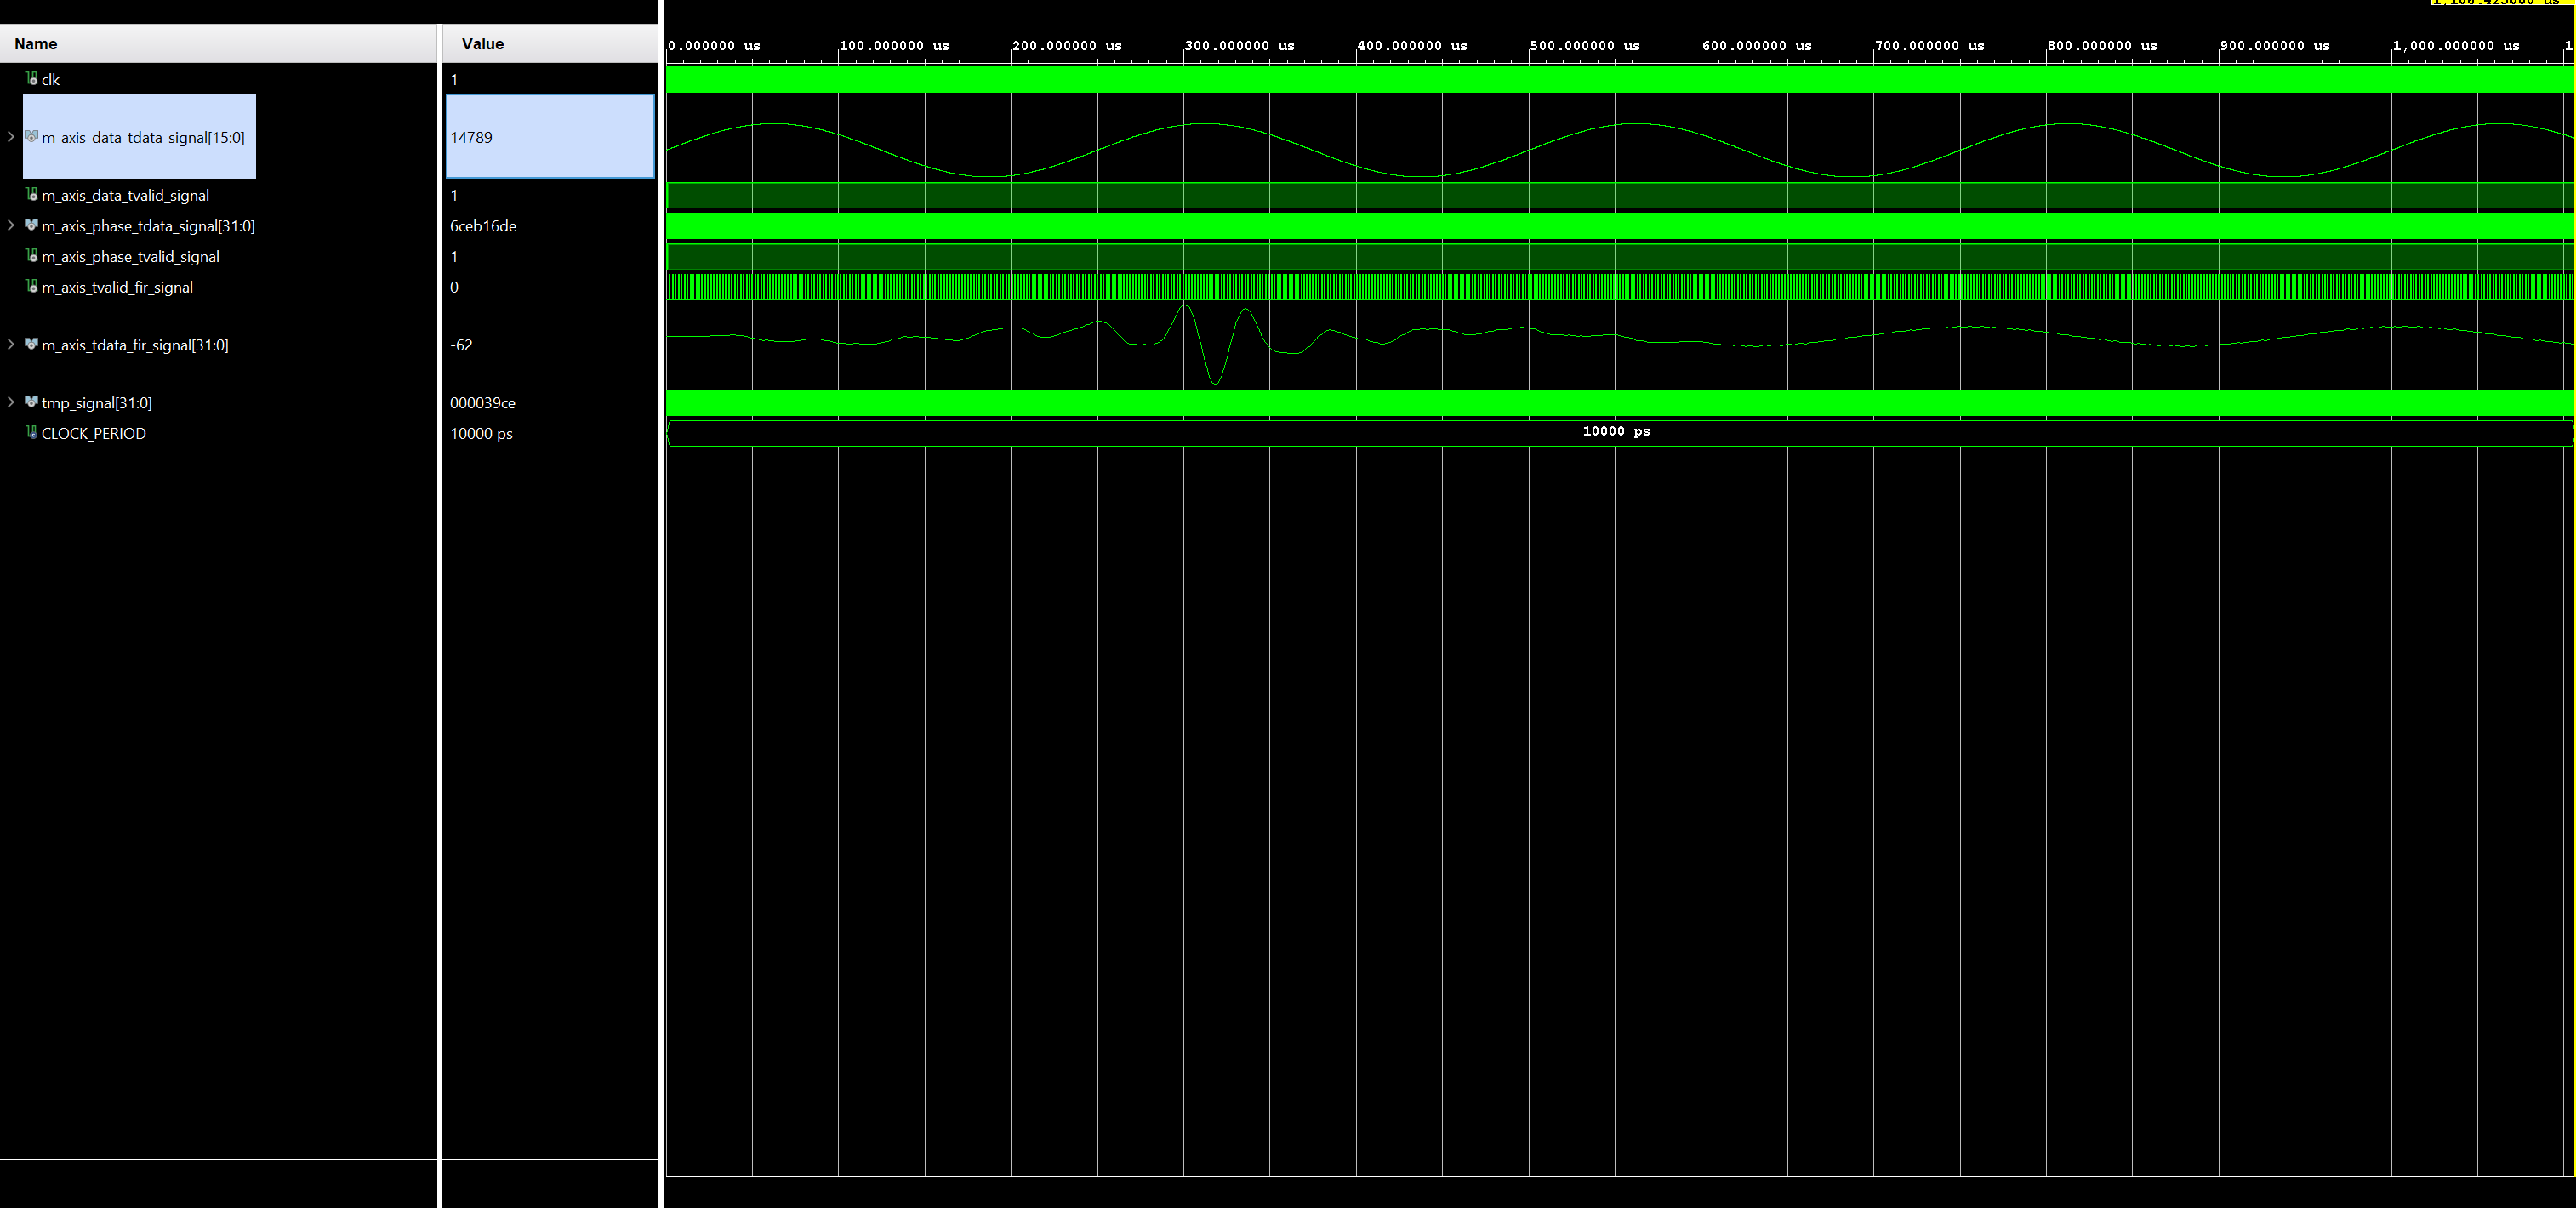 Name Value
0.000000 us 100.000000 us 200.000000 us 300.000000 us 400.000000 us 500.000000 us 600.000000 us 700.000000 us 800.000000 us 900.000000 us 1,000.000000 us 1
clk 1
m_axis_data_tdata_signal[15:0] 14789
m_axis_data_tvalid_signal 1
m_axis_phase_tdata_signal[31:0] 6ceb16de
m_axis_phase_tvalid_signal 1
m_axis_tvalid_fir_signal 0
m_axis_tdata_fir_signal[31:0] -62
tmp_signal[31:0] 000039ce
CLOCK_PERIOD 10000 ps 10000 ps